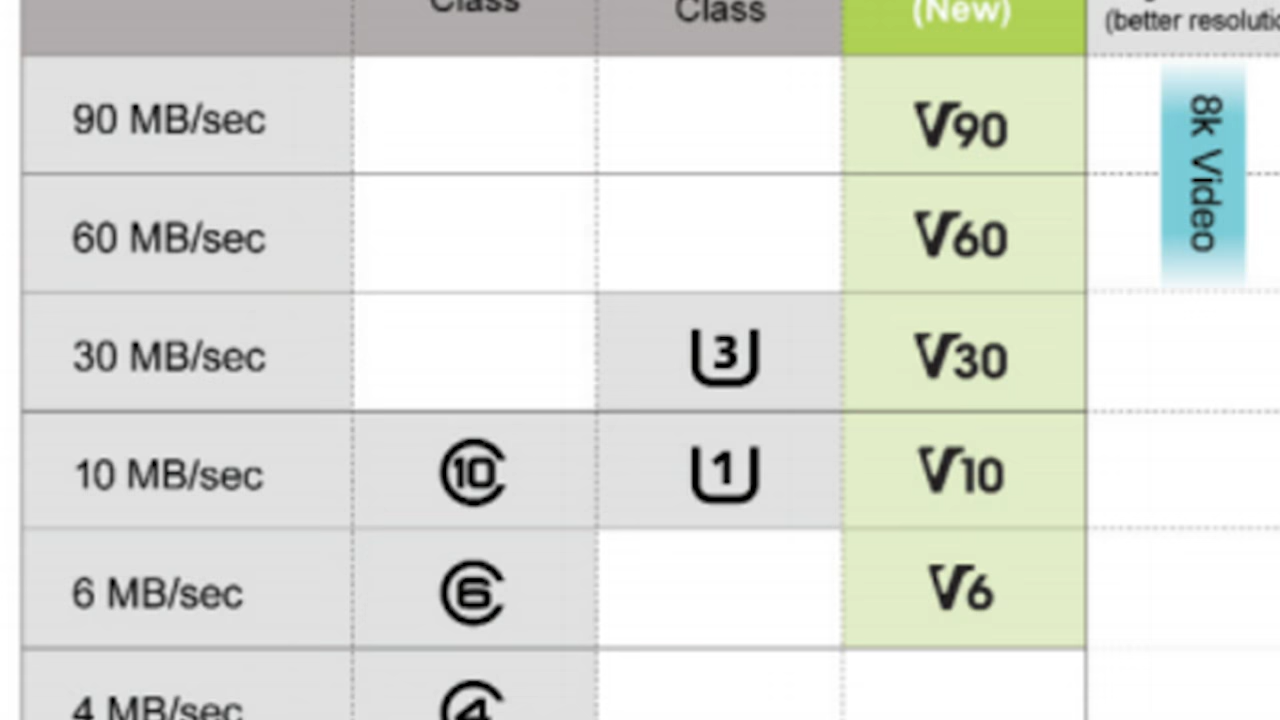 Class
Class
(New)
(better
90 MB/sec
V90
8k Video
60 MB/sec
V60
30 MB/sec
3
V30
10 MB/sec
10
1
V10
6 MB/sec
6
V6
4 MB/sec
4